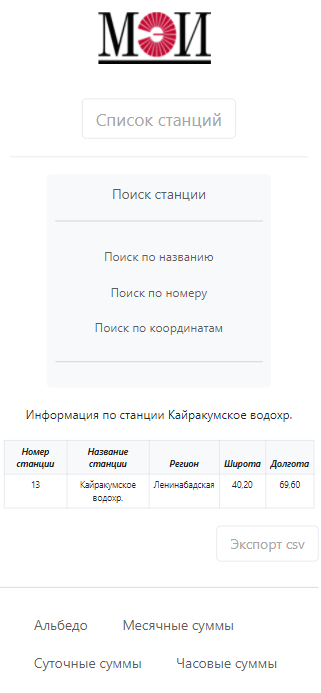 МЭИ
Список станций
Поиск станции
Поиск по названию
Поиск по номеру
Поиск по координатам
Информация по станции Кайракумское водохр.
Номер станции Название станции Регион Широта Долгота
13 Кайракумское водохр. Ленинабадская 40,20 69,60
Экспорт csv
Альбедо Месячные суммы
Суточные суммы Часовые суммы